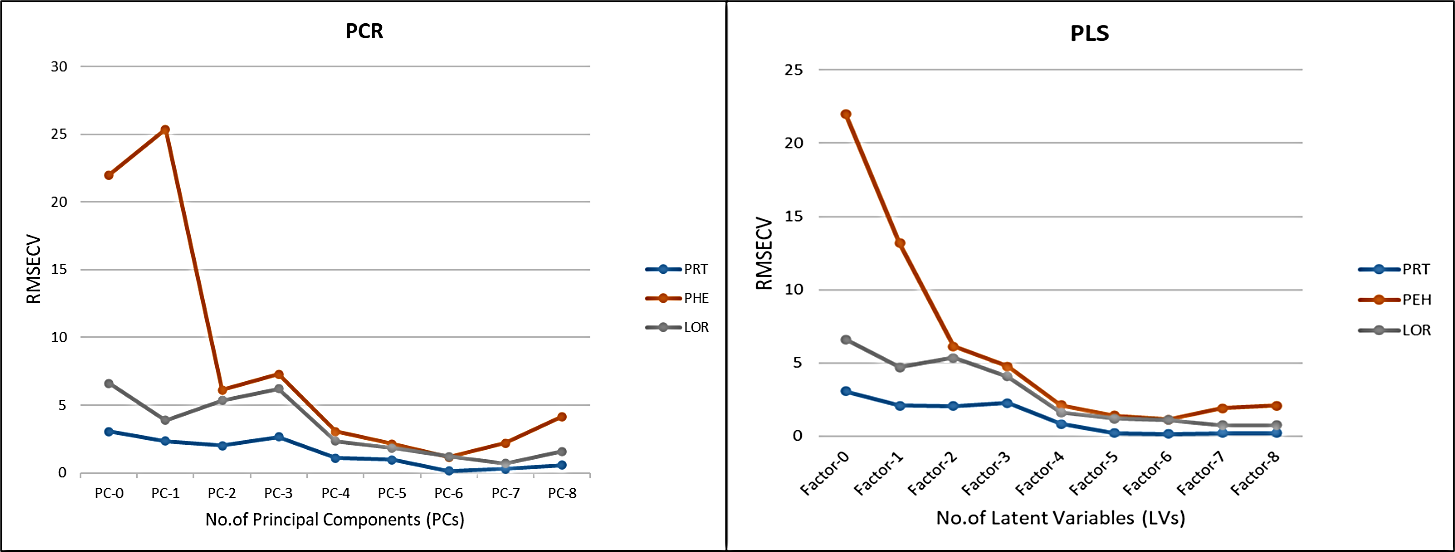 PCR
30
25
20
15
10
5
0
RMSECV
PC-0 PC-1 PC-2 PC-3 PC-4 PC-5 PC-6 PC-7 PC-8
No.of Principal Components (PCs)
PRT
PHE
LOR
PLS
25
20
15
10
5
0
RMSECV
Factor-0 Factor-1 Factor-2 Factor-3 Factor-4 Factor-5 Factor-6 Factor-7 Factor-8
No.of Latent Variables (LVs)
PRT
PEH
LOR